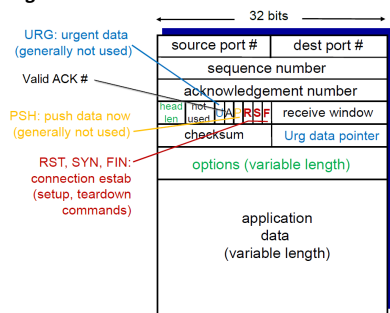 32 bits
URG: urgent data
(generally not used)
source port # dest port #
sequence number
Valid ACK #
acknowledgement number
head
len
not
used
U A P R S F
receive window
PSH: push data now
(generally not used)
checksum Urg data pointer
RST, SYN, FIN:
connection estab
(setup, teardown
commands)
options (variable length)
application
data
(variable length)